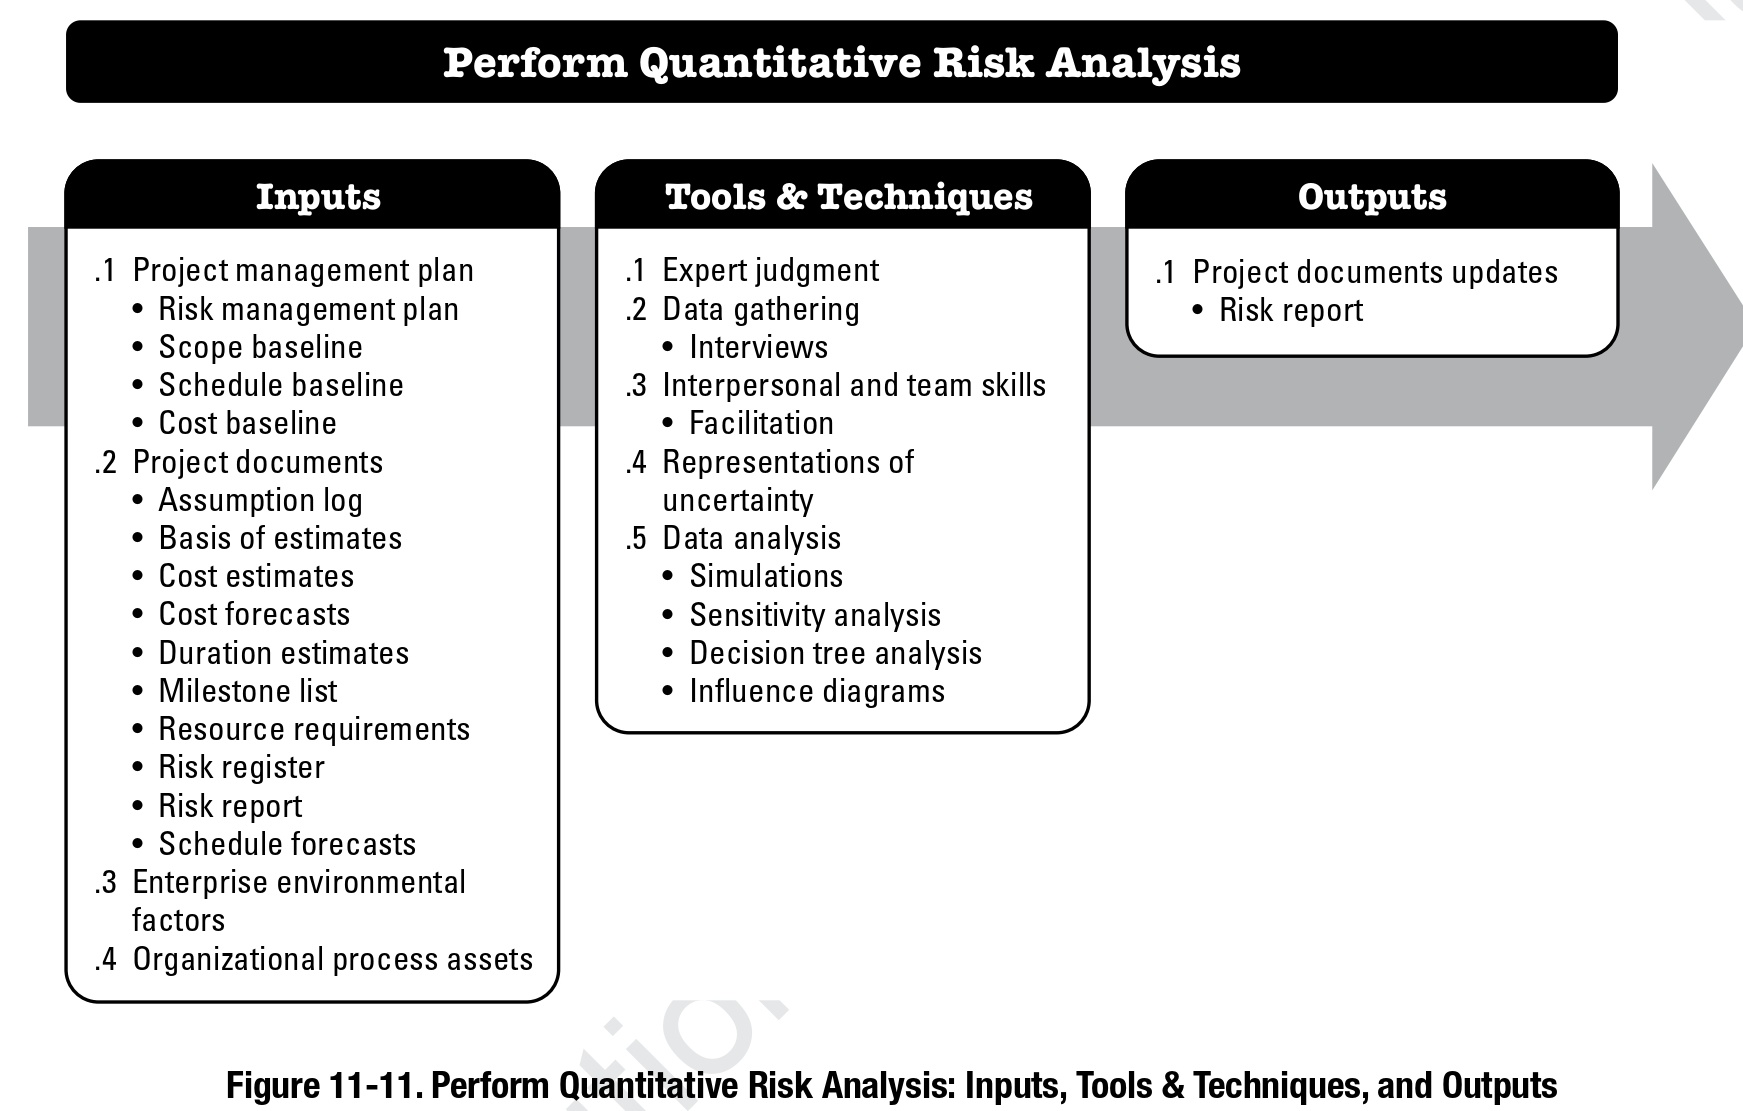 Perform Quantitative Risk Analysis
Inputs
.1 Project management plan
• Risk management plan
• Scope baseline
• Schedule baseline
• Cost baseline
.2 Project documents
• Assumption log
• Basis of estimates
• Cost estimates
• Cost forecasts
• Duration estimates
• Milestone list
• Resource requirements
• Risk register
• Risk report
• Schedule forecasts
.3 Enterprise environmental
factors
.4 Organizational process assets
Tools & Techniques
.1 Expert judgment
.2 Data gathering
• Interviews
.3 Interpersonal and team skills
• Facilitation
.4 Representations of
uncertainty
.5 Data analysis
• Simulations
• Sensitivity analysis
• Decision tree analysis
• Influence diagrams
Outputs
.1 Project documents updates
• Risk report
Figure 11-11. Perform Quantitative Risk Analysis: Inputs, Tools & Techniques, and Outputs